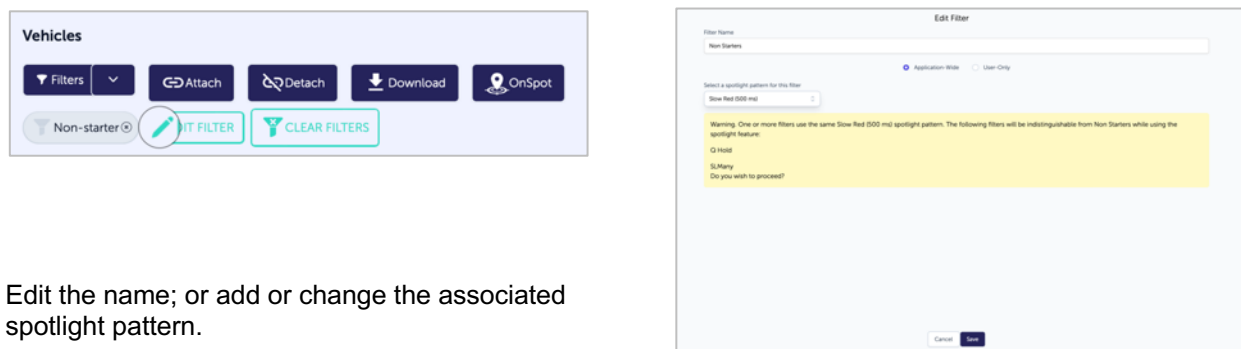 Vehicles
Filters Attach Detach Download OnSpot
Non-starter IT FILTER CLEAR FILTERS
Edit the name; or add or change the associated
spotlight pattern.
Edit Filter
Filter Name
Non Starters
Application-Wide User-Only
Select a spotlight pattern for this filter
Slow Red (500 ms)
Warning. One or more filters use the same Slow Red (500 ms) spotlight pattern. The following filters will be indistinguishable from Non Starters while using the
spotlight feature:
Q Hold
SLMany
Do you wish to proceed?
Cancel Save